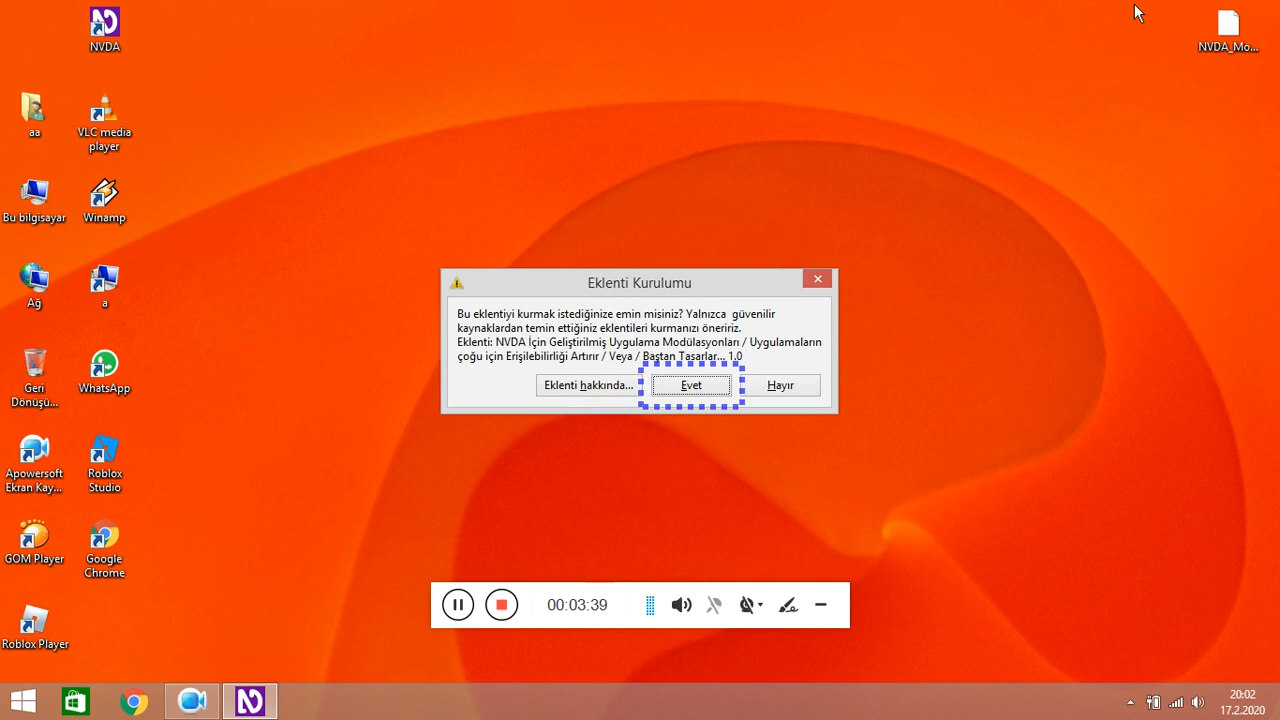 NVDA
NVDA_Mo...
aa
VLC media
player
Bu bilgisayar
Winamp
Ağ
a
Geri
Dönüşü...
WhatsApp
Apowersoft
Ekran Kay...
Roblox
Studio
GOM Player
Google
Chrome
Roblox Player
Eklenti Kurulumu
Bu eklentiyi kurmak istediğinize emin misiniz? Yalnızca güvenilir
kaynaklardan temin ettiğiniz eklentileri kurmanızı öneririz.
Eklenti: NVDA İçin Geliştirilmiş Uygulama Modülasyonları / Uygulamaların
çoğu için Erişilebilirliği Artırır / Veya / Baştan Tasarlar... 1.0
Eklenti hakkında...
Evet
Hayır
00:03:39
20:02
17.2.2020